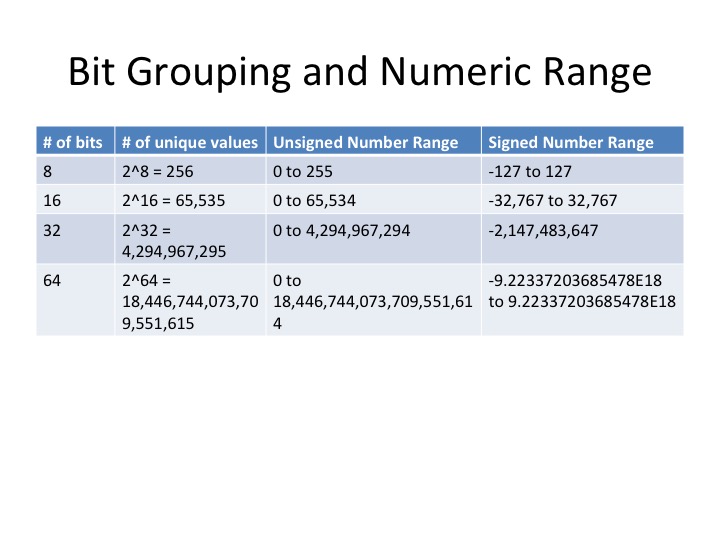 Bit Grouping and Numeric Range
# of bits # of unique values Unsigned Number Range Signed Number Range
8 2^8 = 256 0 to 255 -127 to 127
16 2^16 = 65,535 0 to 65,534 -32,767 to 32,767
32 2^32 = 0 to 4,294,967,294 -2,147,483,647
4,294,967,295
64 2^64 = 0 to -9.22337203685478E18
18,446,744,073,70 18,446,744,073,709,551,61 to 9.22337203685478E18
9,551,615 4